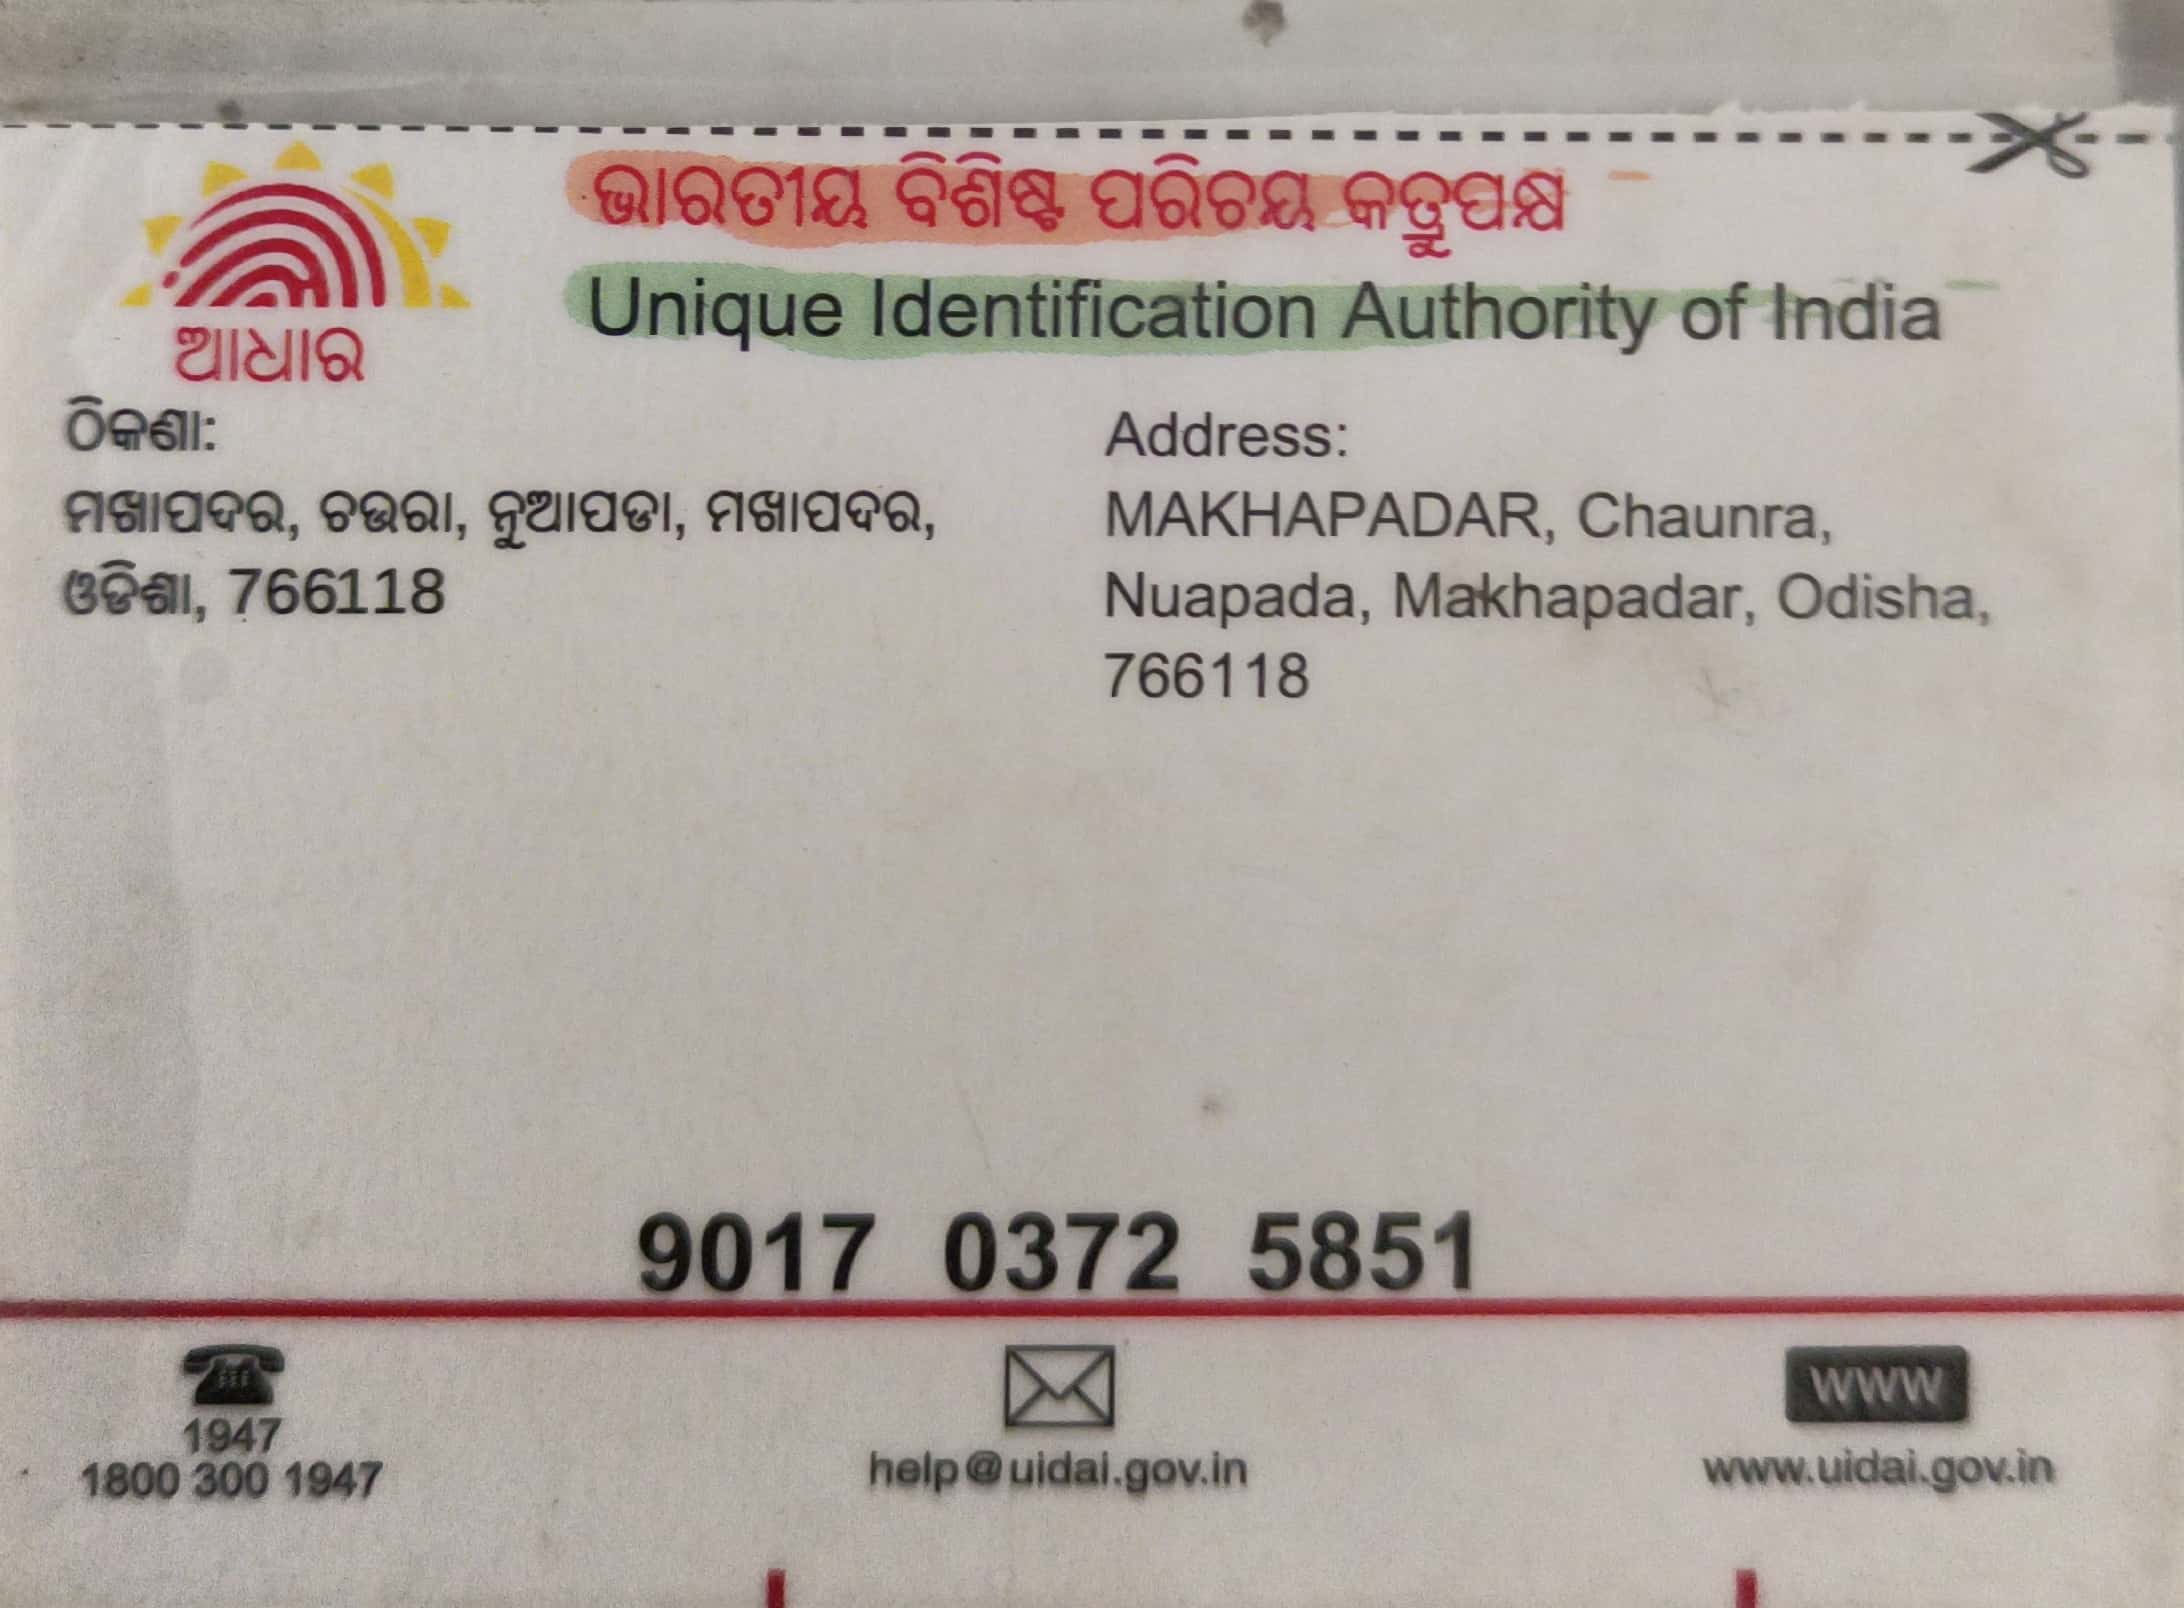 ଭାରତୀୟ ବିଶିଷ୍ଟ ପରିଚୟ କର୍ତ୍ତୃପକ୍ଷ
Unique Identification Authority of India
ଆଧାର
ଠିକଣା:
ମଖାପଦର, ଚଉରା, ନୁଆପଡା, ମଖାପଦର,
ଓଡିଶା, 766118
Address:
MAKHAPADAR, Chaunra,
Nuapada, Makhapadar, Odisha,
766118
9017 0372 5851
1947
1800 300 1947
help@uidai.gov.in
www
www.uidai.gov.in